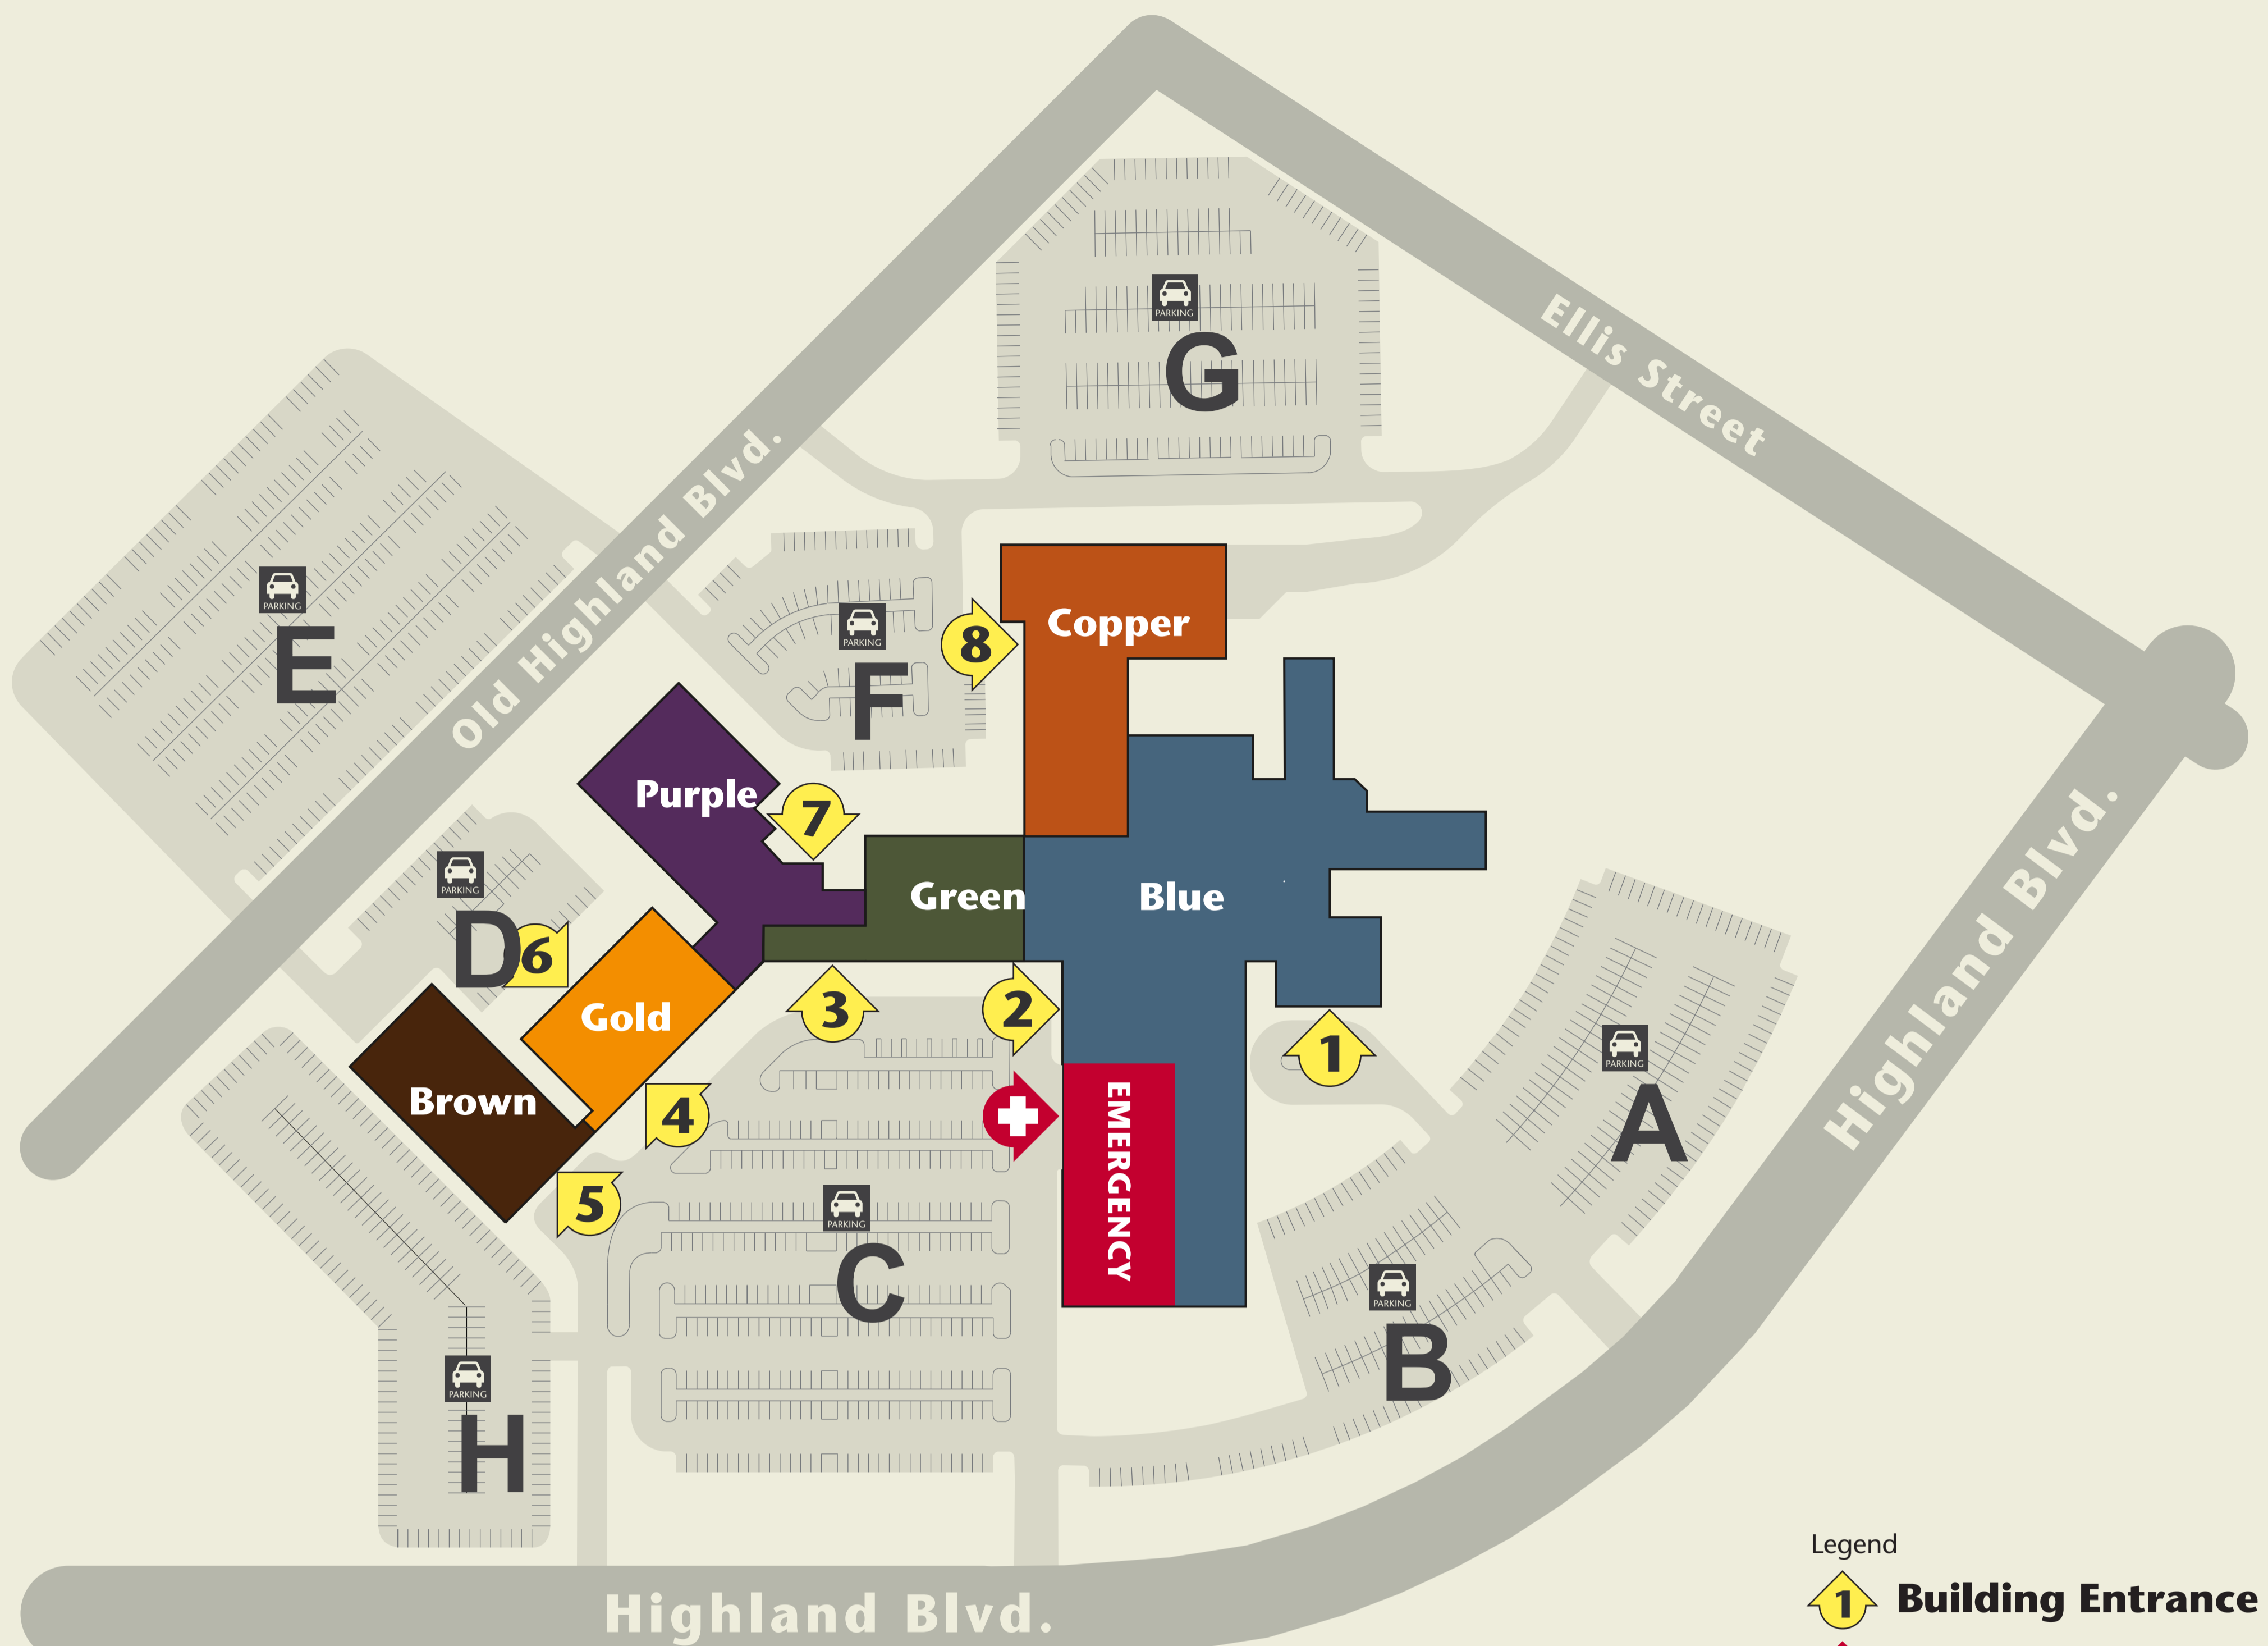 Ellis Street
PARKING
G
Old Highland Blvd.
PARKING
E
PARKING
F
8
Copper
Purple
7
Green
Blue
Highland Blvd.
PARKING
D
6
Gold
3
2
1
PARKING
A
Brown
4
EMERGENCY
5
PARKING
C
PARKING
B
PARKING
H
Highland Blvd.
Legend
1 Building Entrance